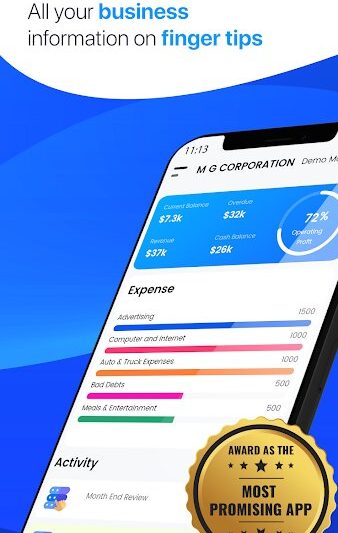 All your business
information on finger tips
11:13
M G CORPORATION Demo
Current Balance
$7.3k
Overdue
$32k
72%
Operating
Profit
Revenue
$37k
Cash Balance
$26k
Expense
Advertising 1500
Computer and Internet 1000
Auto & Truck Expenses 1000
Bad Debts 500
Meals & Entertainment 500
Activity
Month End Review
AWARD AS THE
MOST
PROMISING APP